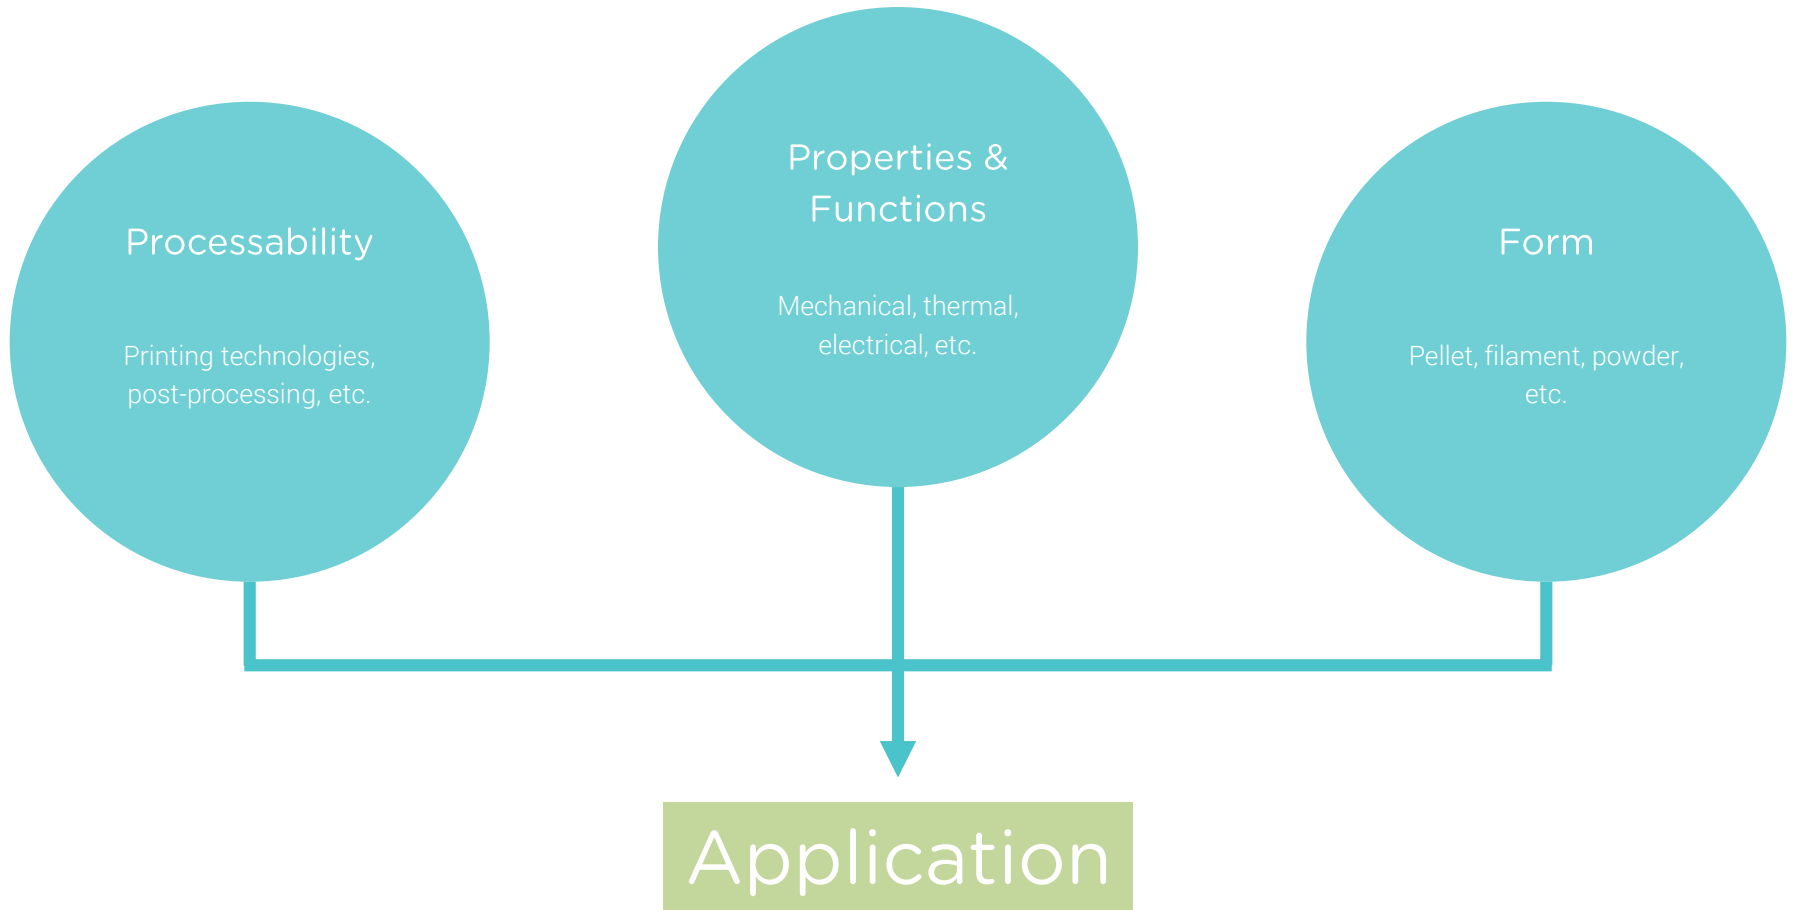 Processability
Printing technologies,
post-processing, etc.
Properties &
Functions
Mechanical, thermal,
electrical, etc.
Form
Pellet, filament, powder,
etc.
Application